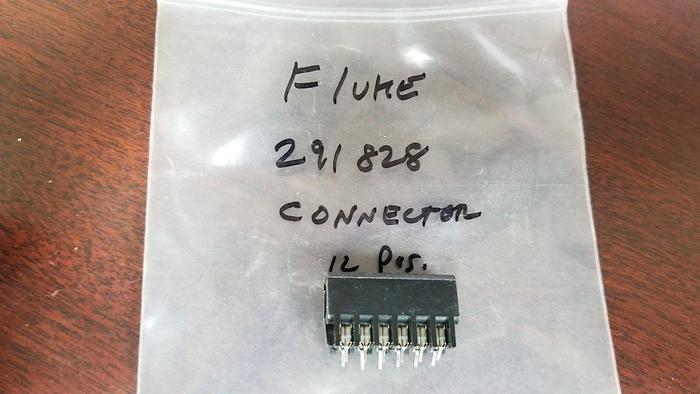 Fluke
291828
CONNECTOR
12 Pos.